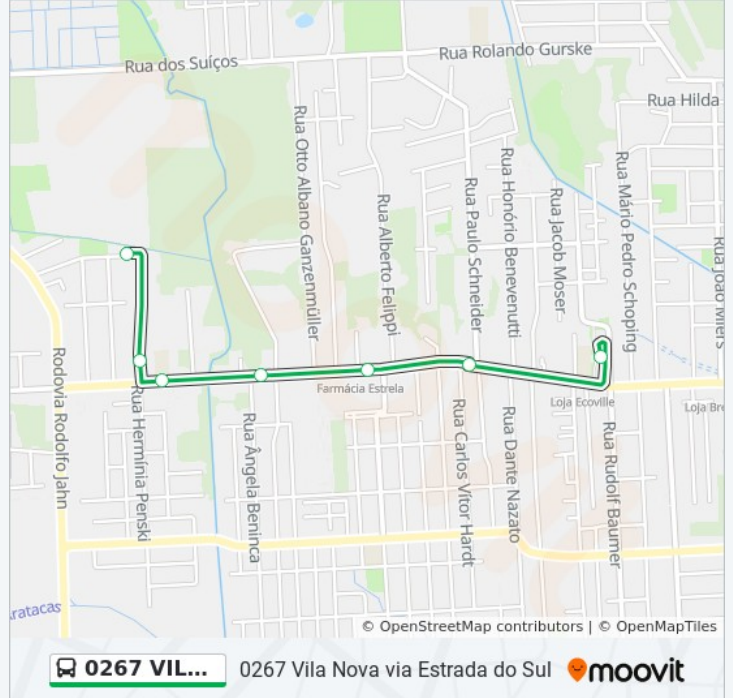 Rua dos Suíços
Rua Rolando Gurske
Rua Hilda
Rua Otto Albano Ganzenmüller
Rua Alberto Felippi
Rua Paulo Schneider
Rua Honório Benevenutti
Rua Jacob Moser
Rua Mário Pedro Schoping
Rua João Miers
Farmácia Estrela
Loja Ecoville
Loja Bre
Rodovia Rodolfo Jahn
Rua Hermínia Penski
Rua Ângela Beninca
Rua Carlos Vítor Hardt
Rua Dante Nazato
Rua Rudolf Baumer
ratacas
© OpenStreetMap contributors | © OpenMapTiles
0267 VIL...
0267 Vila Nova via Estrada do Sul
moovit